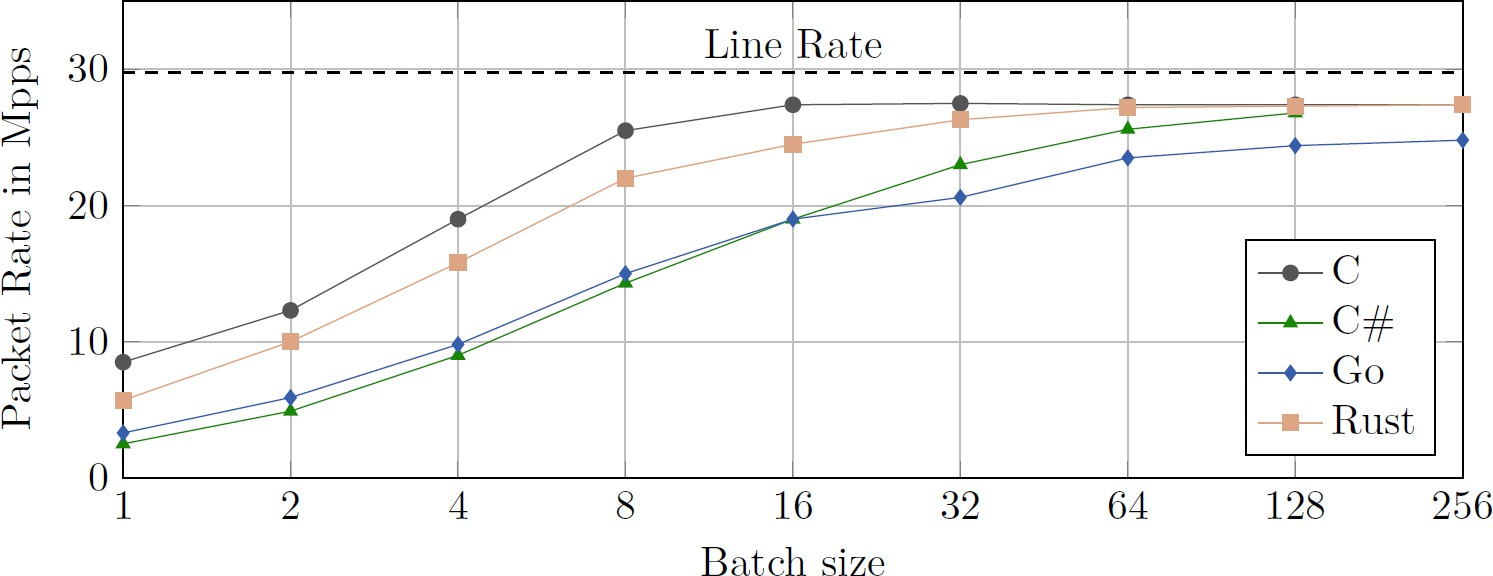 Line Rate
Packet Rate in Mpps
30
20
10
0
C
C#
Go
Rust
1 2 4 8 16 32 64 128 256
Batch size